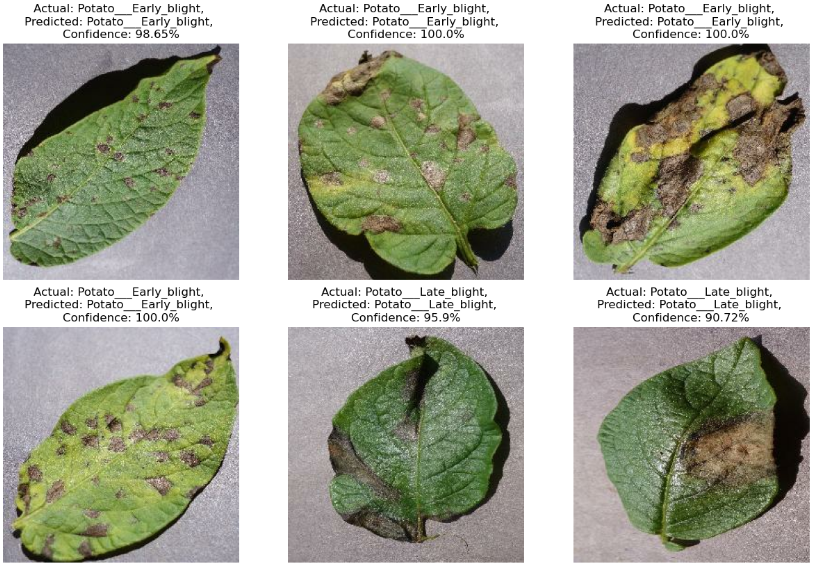 Actual: Potato___Early_blight,
Predicted: Potato___Early_blight,
Confidence: 98.65%
Actual: Potato___Early_blight,
Predicted: Potato___Early_blight,
Confidence: 100.0%
Actual: Potato___Early_blight,
Predicted: Potato___Early_blight,
Confidence: 100.0%
Actual: Potato___Early_blight,
Predicted: Potato___Early_blight,
Confidence: 100.0%
Actual: Potato___Late_blight,
Predicted: Potato___Late_blight,
Confidence: 95.9%
Actual: Potato___Late_blight,
Predicted: Potato___Late_blight,
Confidence: 90.72%